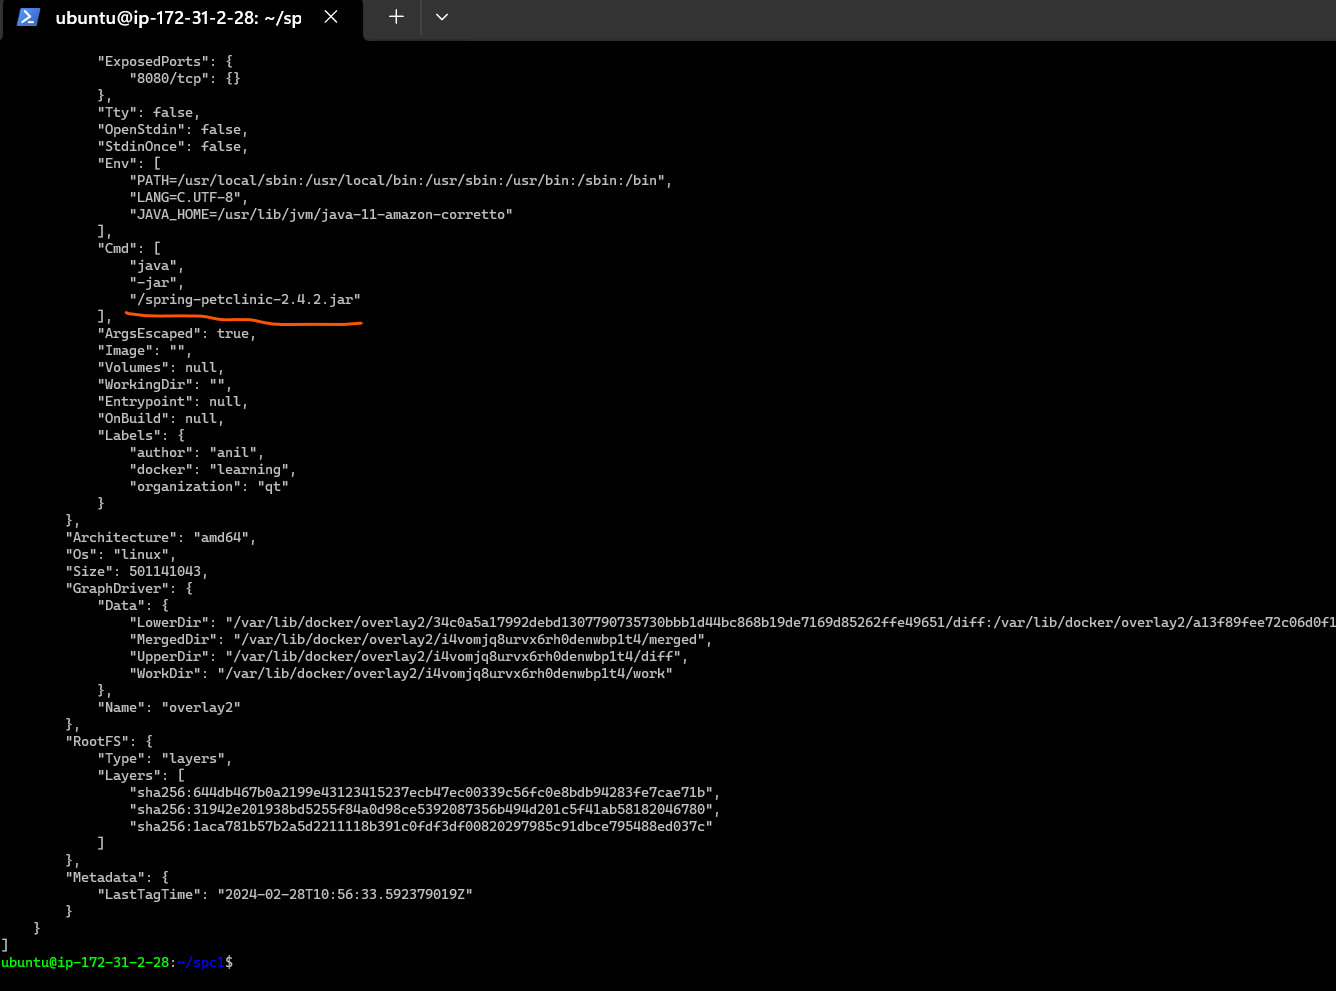 ubuntu@ip-172-31-2-28: ~/sp
"ExposedPorts": {
"8080/tcp": {}
},
"Tty": false,
"OpenStdin": false,
"StdinOnce": false,
"Env": [
"PATH=/usr/local/sbin:/usr/local/bin:/usr/sbin:/usr/bin:/sbin:/bin",
"LANG=C.UTF-8",
"JAVA_HOME=/usr/lib/jvm/java-11-amazon-corretto"
],
"Cmd": [
"java",
"-jar",
"/spring-petclinic-2.4.2.jar"
],
"ArgsEscaped": true,
"Image": "",
"Volumes": null,
"WorkingDir": "",
"Entrypoint": null,
"OnBuild": null,
"Labels": {
"author": "anil",
"docker": "learning",
"organization": "qt"
}
},
"Architecture": "amd64",
"Os": "linux",
"Size": 501141043,
"GraphDriver": {
"Data": {
"LowerDir": "/var/lib/docker/overlay2/34c0a5a17992debd1307790735730bbb1d44bc868b19de7169d85262ffe49651/diff:/var/lib/docker/overlay2/a13f89fee72c06d0f1
"MergedDir": "/var/lib/docker/overlay2/i4vomjq8urvx6rh0denwbp1t4/merged",
"UpperDir": "/var/lib/docker/overlay2/i4vomjq8urvx6rh0denwbp1t4/diff",
"WorkDir": "/var/lib/docker/overlay2/i4vomjq8urvx6rh0denwbp1t4/work"
},
"Name": "overlay2"
},
"RootFS": {
"Type": "layers",
"Layers": [
"sha256:644db467b0a2199e43123415237ecb47ec00339c56fc0e8bdb94283fe7cae71b",
"sha256:31942e201938bd5255f84a0d98ce5392087356b494d201c5f41ab58182046780",
"sha256:1aca781b57b2a5d2211118b391c0fdf3df00820297985c91dbce795488ed037c"
]
},
"Metadata": {
"LastTagTime": "2024-02-28T10:56:33.592379019Z"
}
}
]
ubuntu@ip-172-31-2-28:~/spc1$